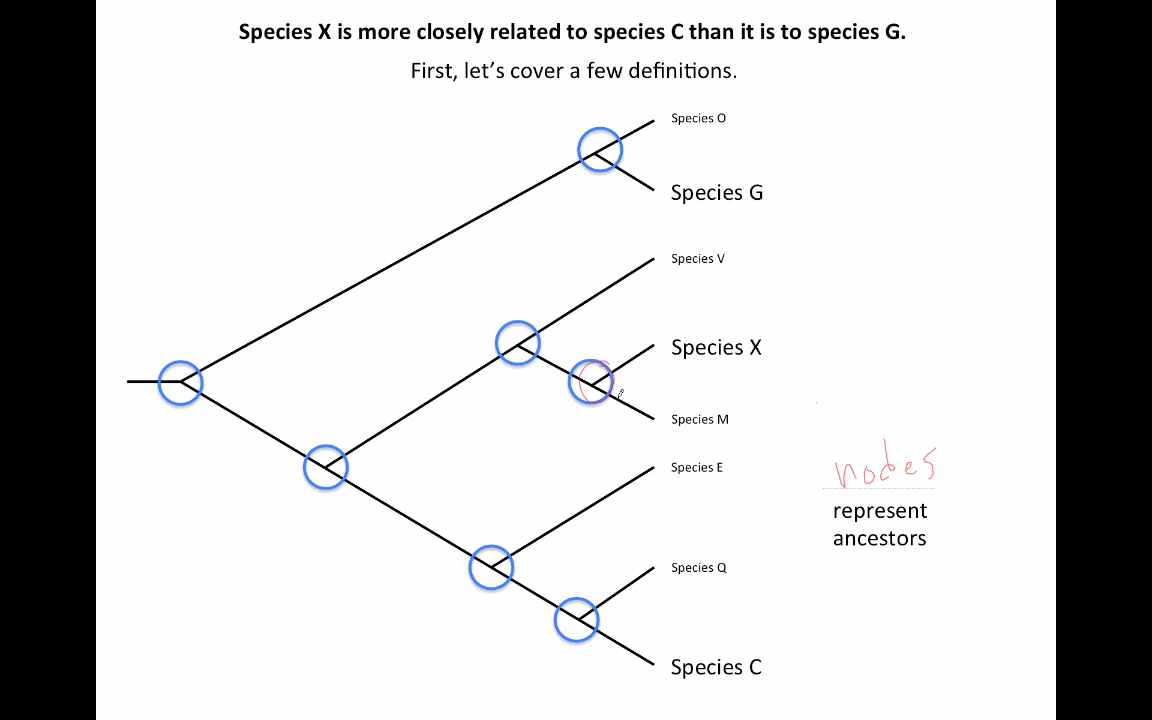 Species X is more closely related to species C than it is to species G.
First, let’s cover a few definitions.
Species O
Species G
Species V
Species X
Species M
Species E
nodes
represent
ancestors
Species Q
Species C